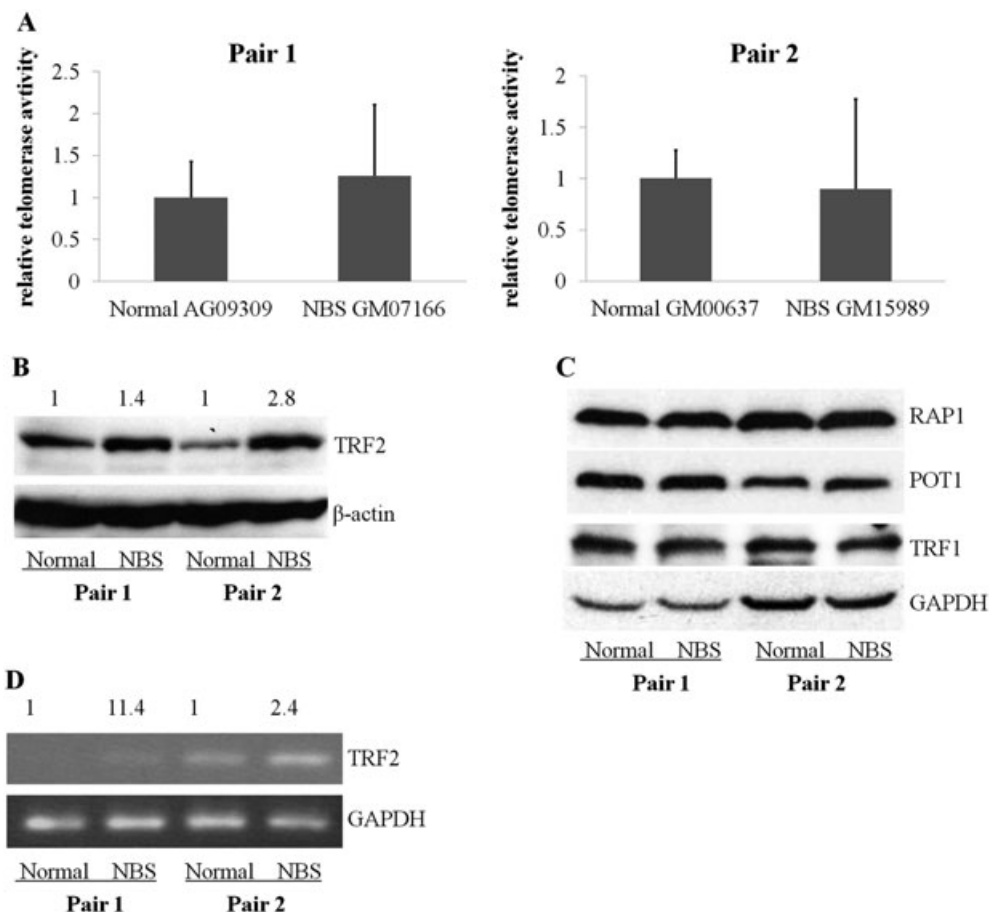 A
Pair 1
relative telomerase avtivity
2.5
2
1.5
1
0.5
0
Normal AG09309 NBS GM07166
Pair 2
relative telomerase activity
2
1.5
1
0.5
0
Normal GM00637 NBS GM15989
B
1 1.4 1 2.8
TRF2
β-actin
Normal NBS Normal NBS
Pair 1 Pair 2
C
RAP1
POT1
TRF1
GAPDH
Normal NBS Normal NBS
Pair 1 Pair 2
D
1 11.4 1 2.4
TRF2
GAPDH
Normal NBS Normal NBS
Pair 1 Pair 2